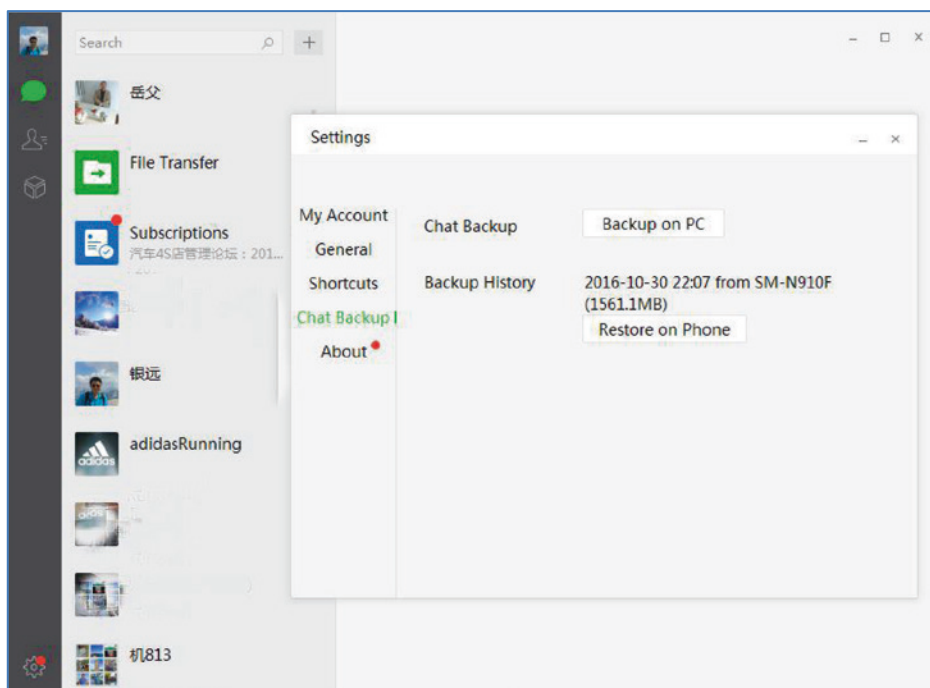 Search
岳父
File Transfer
Subscriptions
汽车4S店管理论坛：201...
银远
adidasRunning
adidas
机813
Settings
My Account
General
Shortcuts
Chat Backup
About
Chat Backup
Backup on PC
Backup History
2016-10-30 22:07 from SM-N910F
(1561.1MB)
Restore on Phone